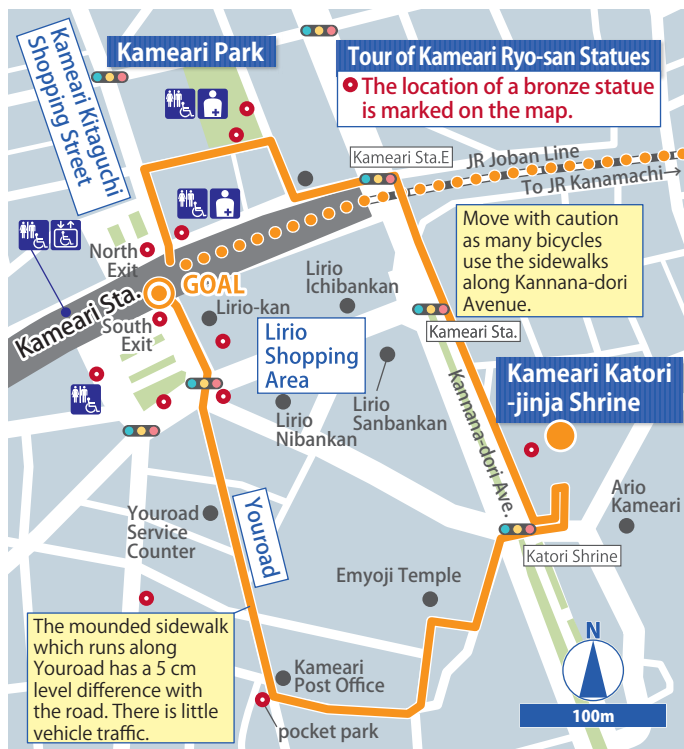 Kameari Park
Tour of Kameari Ryo-san Statues
The location of a bronze statue
is marked on the map.
Kameari Kitaguchi
Shopping Street
Kameari Sta.E
JR Joban Line
To JR Kanamachi→
Move with caution
as many bicycles
use the sidewalks
along Kannana-dori
Avenue.
North
Exit
GOAL
Kameari Sta.
South
Exit
Lirio-kan
Lirio
Ichibankan
Lirio
Shopping
Area
Kameari Sta.
Lirio
Nibankan
Lirio
Sanbankan
Kameari Katori
-jinja Shrine
Kannana-dori Ave.
Ario
Kameari
Katori Shrine
Youroad
Service
Counter
Youroad
Emyoji Temple
The mounded sidewalk
which runs along
Youroad has a 5 cm
level difference with
the road. There is little
vehicle traffic.
Kameari
Post Office
pocket park
N
100m